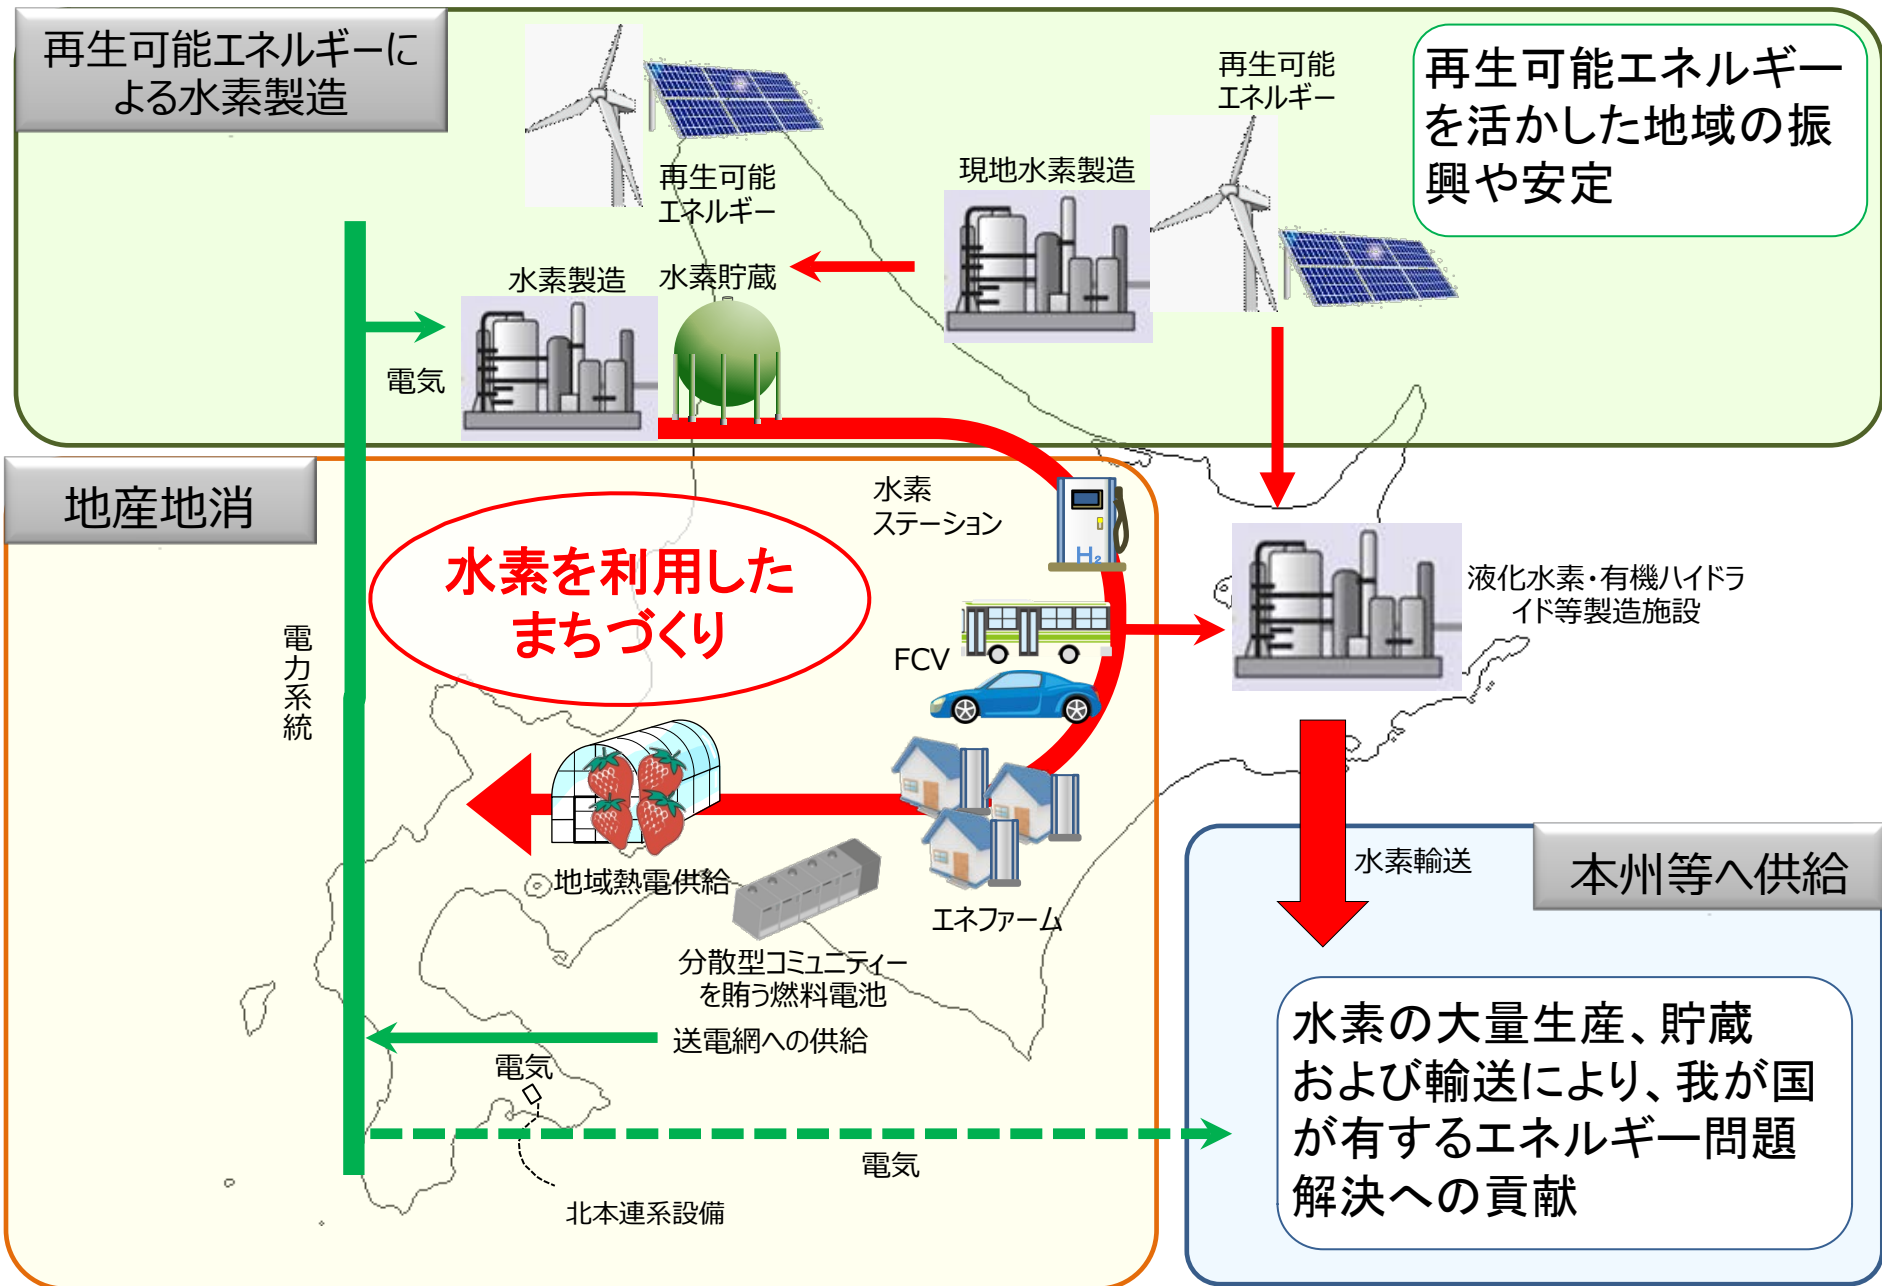 再生可能エネルギーに
よる水素製造
再生可能
エネルギー
再生可能エネルギー
を活かした地域の振
興や安定
現地水素製造
再生可能
エネルギー
水素製造
水素貯蔵
電気
地産地消
水素
ステーション
H₂
水素を利用した
まちづくり
液化水素・有機ハイドラ
イド等製造施設
電力系統
FCV
水素輸送
本州等へ供給
地域熱電供給
エネファーム
分散型コミュニティー
を賄う燃料電池
送電網への供給
電気
水素の大量生産、貯蔵
および輸送により、我が国
が有するエネルギー問題
解決への貢献
電気
北本連系設備